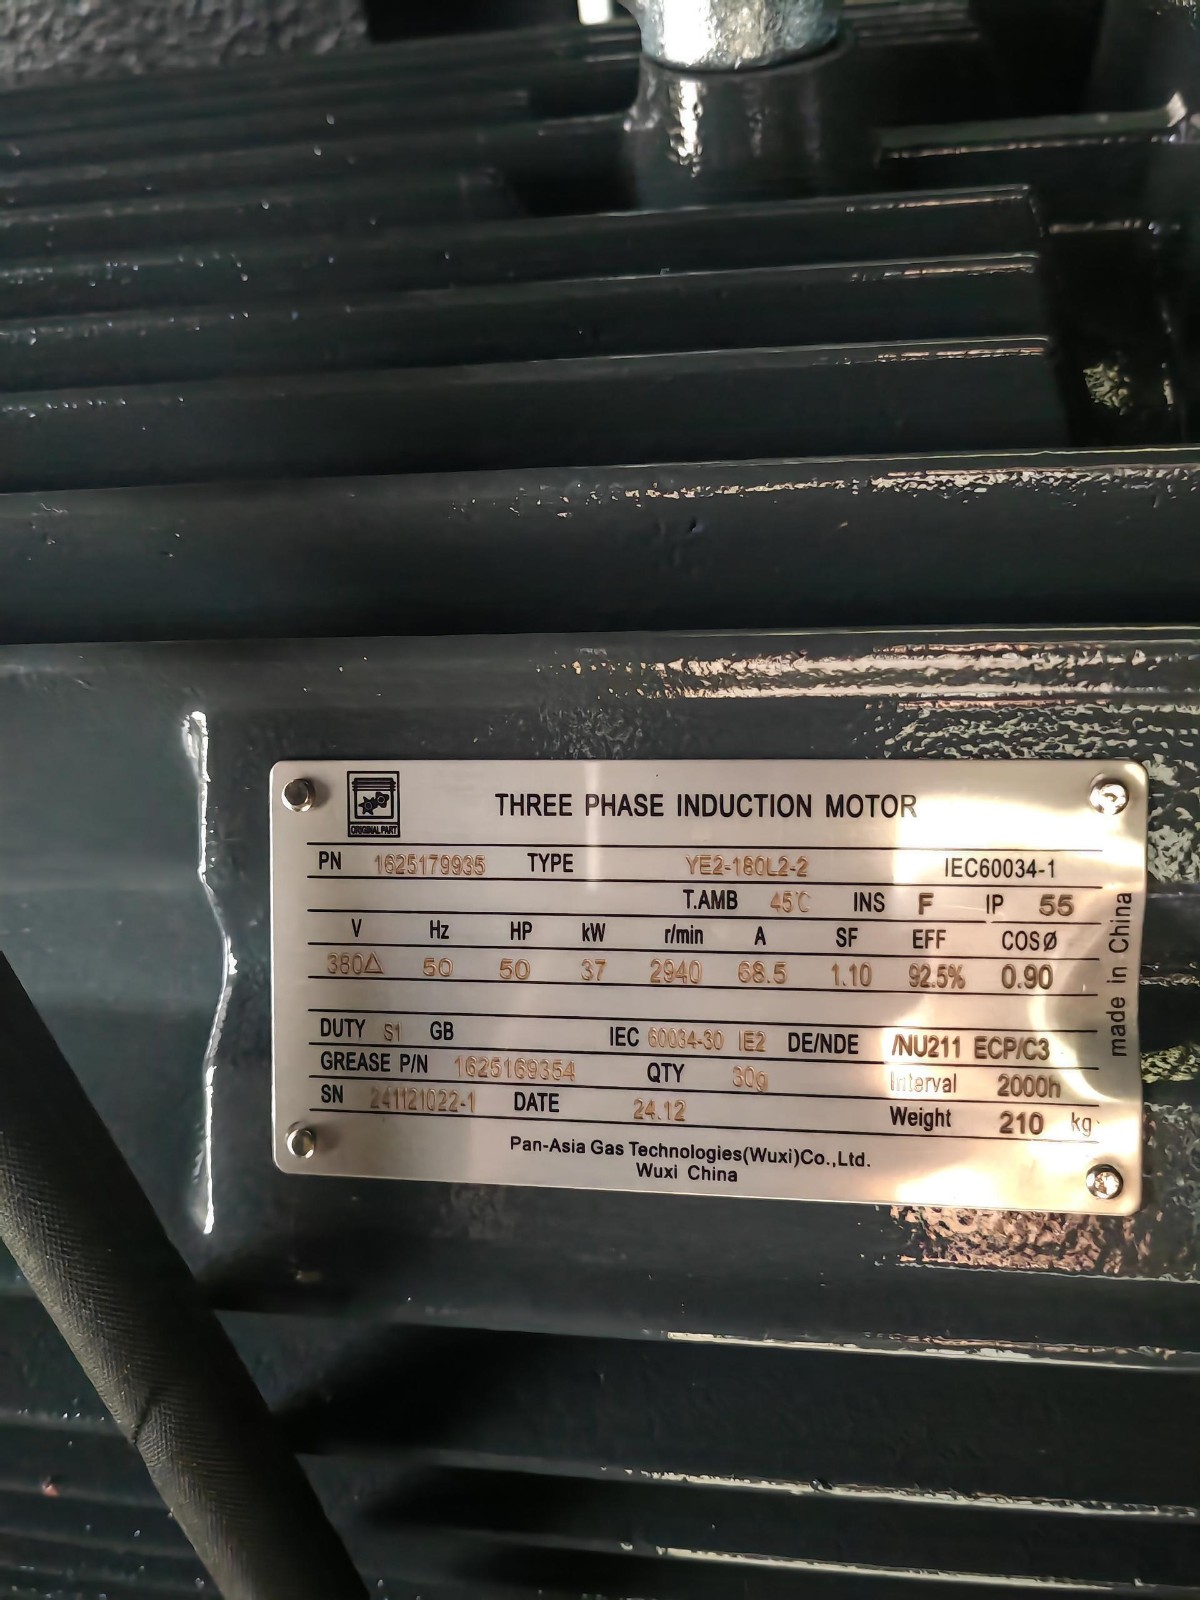 ORIGINAL PART
THREE PHASE INDUCTION MOTOR
PN 1625179935 TYPE YE2-180L2-2 IEC60034-1
T.AMB 45℃ INS F IP 55
V Hz HP kW r/min A SF EFF COSØ
380△ 50 50 37 2940 68.5 1.10 92.5% 0.90
DUTY S1 GB IEC 60034-30 IE2 DE/NDE /NU211 ECP/C3
GREASE P/N 1625169354 QTY 30g Interval 2000h
SN 241121022-1 DATE 24.12 Weight 210 kg
Pan-Asia Gas Technologies(Wuxi)Co.,Ltd.
Wuxi China
made in China